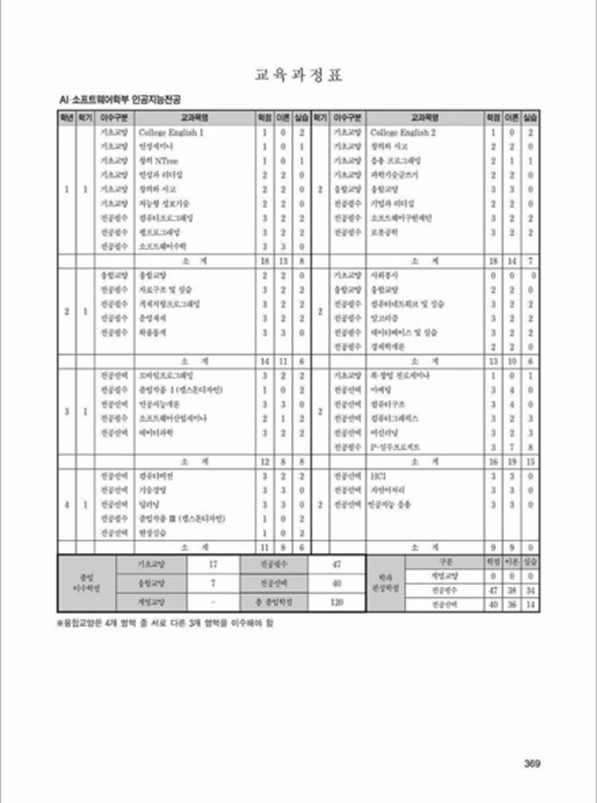 교육과정표
AI 소프트웨어학부 인공지능전공
학년 학기 이수구분 교과목명 학점 이론 실습 학기 이수구분 교과목명 학점 이론 실습
기초교양 College English 1 1 0 2 기초교양 College English 2 1 0 2
기초교양 인성세미나 1 0 1 기초교양 창의와 사고 2 2 0
기초교양 창의 NTree 1 0 1 기초교양 응용 프로그래밍 2 1 1
기초교양 인성과 리더십 2 2 0 기초교양 과학기술글쓰기 2 2 0
1 1 기초교양 창의와 사고 2 2 0 2 융합교양 융합교양 3 3 0
기초교양 지능형 정보기술 2 2 0 전공필수 기업과 리더십 2 2 0
전공필수 컴퓨터프로그래밍 3 2 2 전공필수 소프트웨어구현패턴 3 2 2
전공필수 웹프로그래밍 3 2 2 전공필수 로봇공학 3 2 2
전공필수 소프트웨어수학 3 3 0
소 계 18 13 8 소 계 18 14 7
융합교양 융합교양 2 2 0 기초교양 사회봉사 0 0 0
전공필수 자료구조 및 실습 3 2 2 융합교양 융합교양 2 2 0
2 1 전공필수 객체지향프로그래밍 3 2 2 2 전공필수 컴퓨터네트워크 및 실습 3 2 2
전공필수 운영체제 3 2 2 전공필수 알고리즘 3 2 2
전공필수 확률통계 3 3 0 전공필수 데이터베이스 및 실습 3 2 2
전공필수 경제학개론 2 2 0
소 계 14 11 6 소 계 13 10 6
전공선택 모바일프로그래밍 3 2 2 기초교양 취·창업 진로세미나 1 0 1
전공필수 졸업작품 I (캡스톤디자인) 1 0 2 전공선택 마케팅 3 4 0
3 1 전공선택 인공지능개론 3 3 0 2 전공선택 컴퓨터구조 3 4 0
전공필수 소프트웨어산업세미나 2 1 2 전공선택 컴퓨터그래픽스 3 2 3
전공선택 데이터과학 3 2 2 전공선택 머신러닝 3 2 3
전공필수 P-실무프로젝트 3 7 8
소 계 12 8 8 소 계 16 19 15
전공선택 컴퓨터비전 3 2 2 전공선택 HCI 3 3 0
전공선택 기술경영 3 3 0 전공선택 자연어처리 3 3 0
4 1 전공선택 딥러닝 3 3 0 2 전공선택 인공지능 응용 3 3 0
전공필수 졸업작품 III (캡스톤디자인) 1 0 2
전공선택 현장실습 1 0 2
소 계 11 8 6 소 계 9 9 0
졸업 이수학점 기초교양 17 전공필수 47 학과 편성학점 구분 학점 이론 실습
융합교양 7 전공선택 40 계열교양 0 0 0
계열교양 - 총 졸업학점 120 전공필수 47 38 34
전공선택 40 36 14
※융합교양은 4개 영역 중 서로 다른 3개 영역을 이수해야 함
369